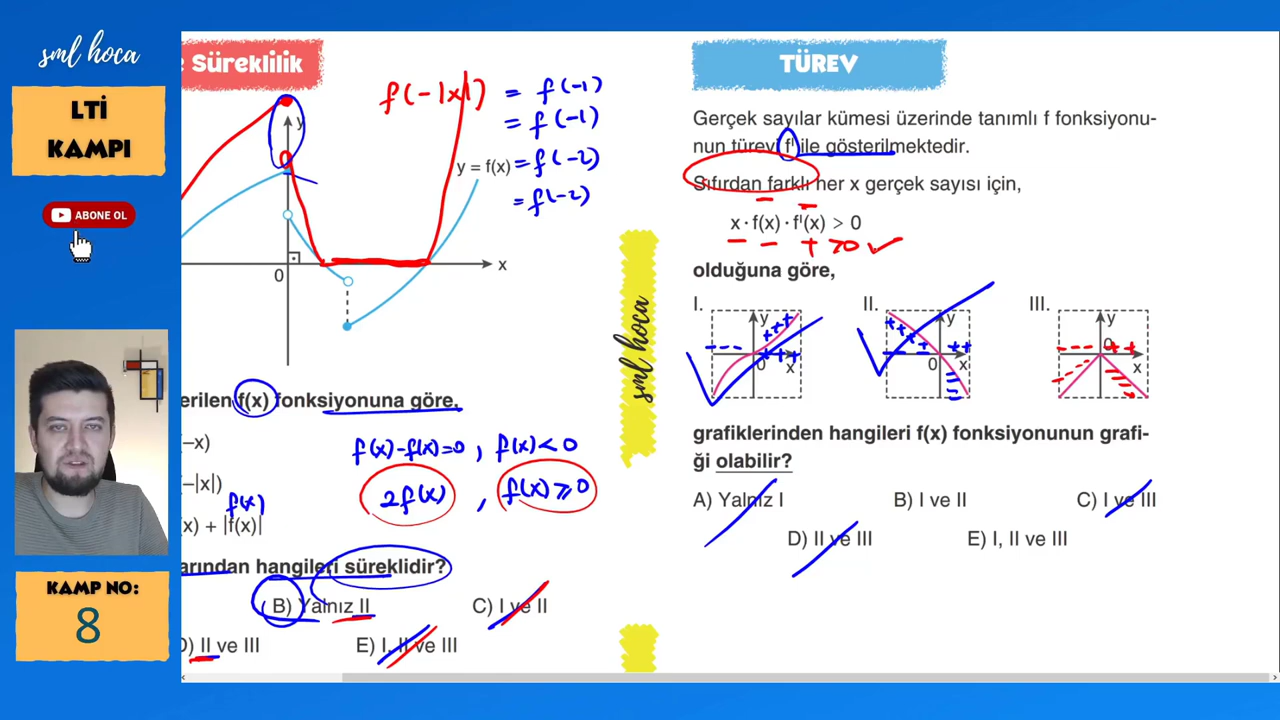 sml hoca
LTİ
KAMPI
ABONE OL
KAMP NO:
8
Süreklilik
f(-|x|) = f(-1)
= f(-1)
= f(-2)
= f(-2)
y
y = f(x)
x
0
erilen f(x) fonksiyonuna göre,
-x)
-|x|)
f(x)
(x) + |f(x)|
f(x)-f(x)=0, f(x)<0
2f(x), f(x)≥0
arından hangileri süreklidir?
B) Yalnız II
C) I ve II
D) II ve III
E) I, II ve III
sml hoca
TÜREV
Gerçek sayılar kümesi üzerinde tanımlı f fonksiyonu-
nun türevi f' ile gösterilmektedir.
Sıfırdan farklı her x gerçek sayısı için,
x · f(x) · f'(x) > 0
- - + >0 ✓
olduğuna göre,
I.
y
0
x
II.
y
0
x
III.
y
0
x
grafiklerinden hangileri f(x) fonksiyonunun grafi-
ği olabilir?
A) Yalnız I
B) I ve II
C) I ve III
D) II ve III
E) I, II ve III